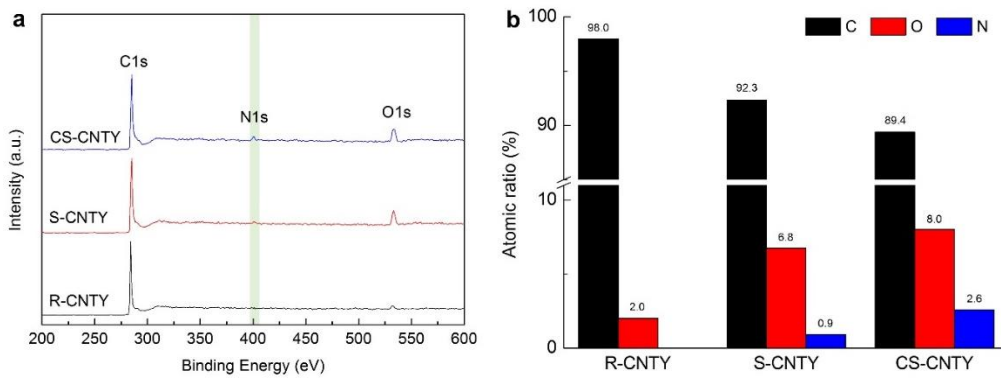 a
C1s
N1s
O1s
CS-CNTY
S-CNTY
R-CNTY
Intensity (a.u.)
200 250 300 350 400 450 500 550 600
Binding Energy (eV)
b
C O N
100
90
10
0
Atomic ratio (%)
98.0
2.0
92.3
6.8
0.9
89.4
8.0
2.6
R-CNTY S-CNTY CS-CNTY